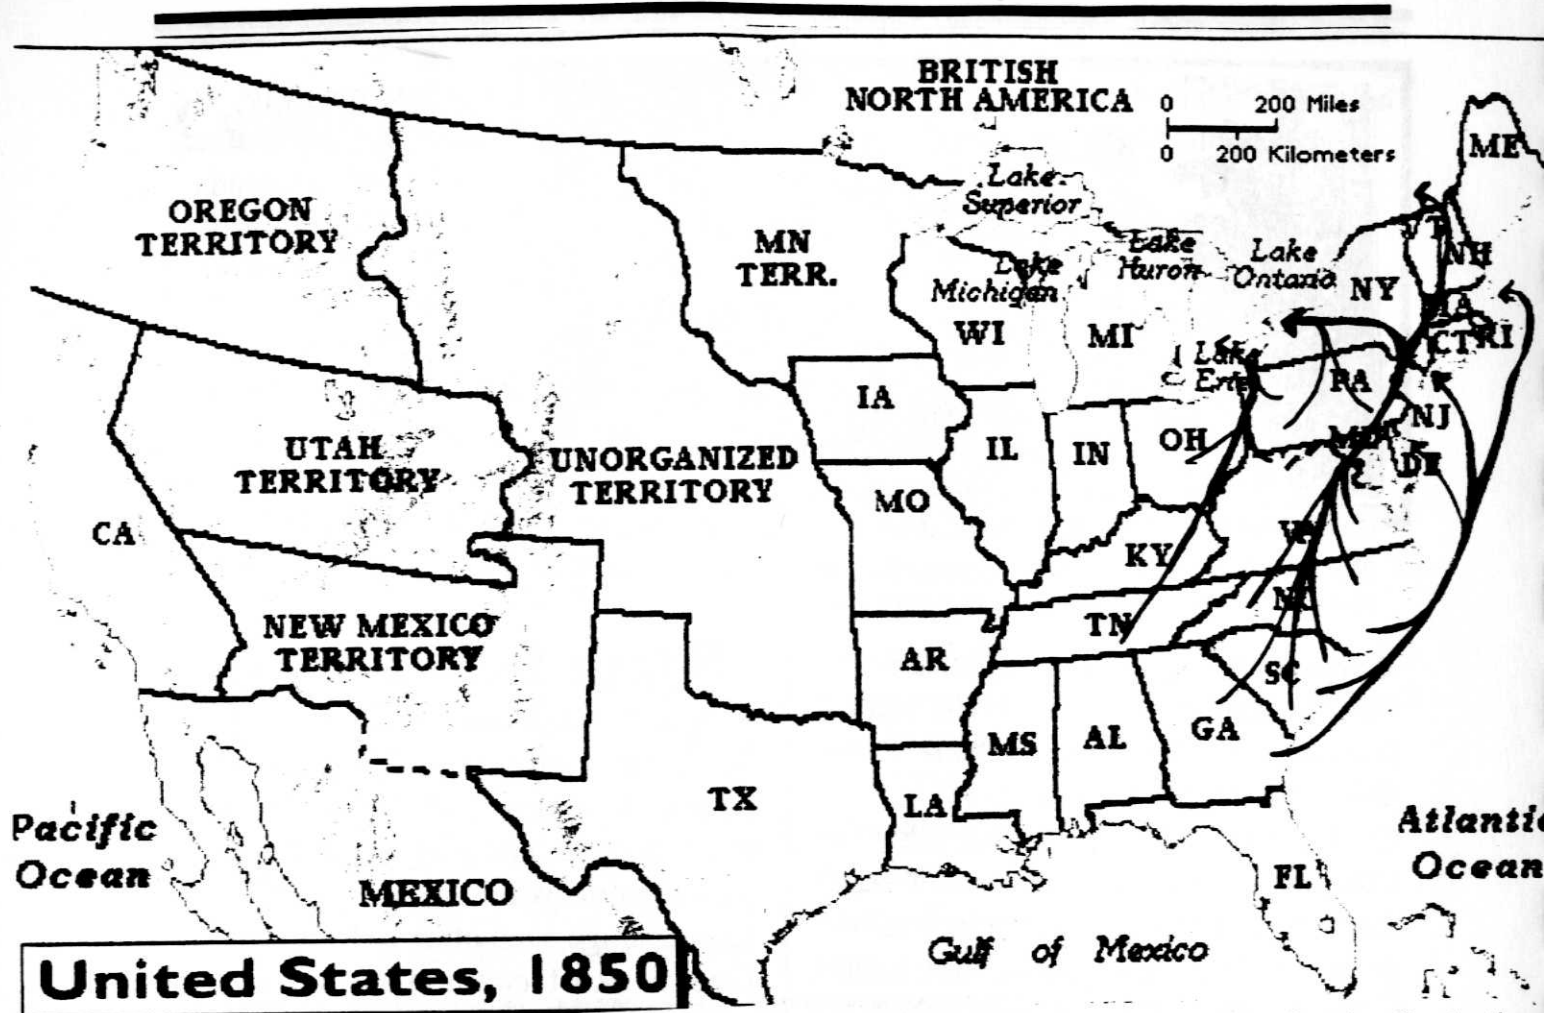 BRITISH
NORTH AMERICA
0 200 Miles
0 200 Kilometers
ME
Lake
Superior
OREGON
TERRITORY
MN
TERR.
VT
NH
Lake
Huron
Lake
Ontario
Lake
Michigan
NY
MA
WI
MI
CT
RI
Lake
Erie
PA
IA
NJ
UTAH
TERRITORY
UNORGANIZED
TERRITORY
IL
IN
OH
MD
DE
MO
CA
KY
VA
NEW MEXICO
TERRITORY
TN
NC
AR
SC
MS
AL
GA
TX
LA
Pacific
Ocean
Atlantic
Ocean
MEXICO
FL
Gulf of Mexico
United States, 1850